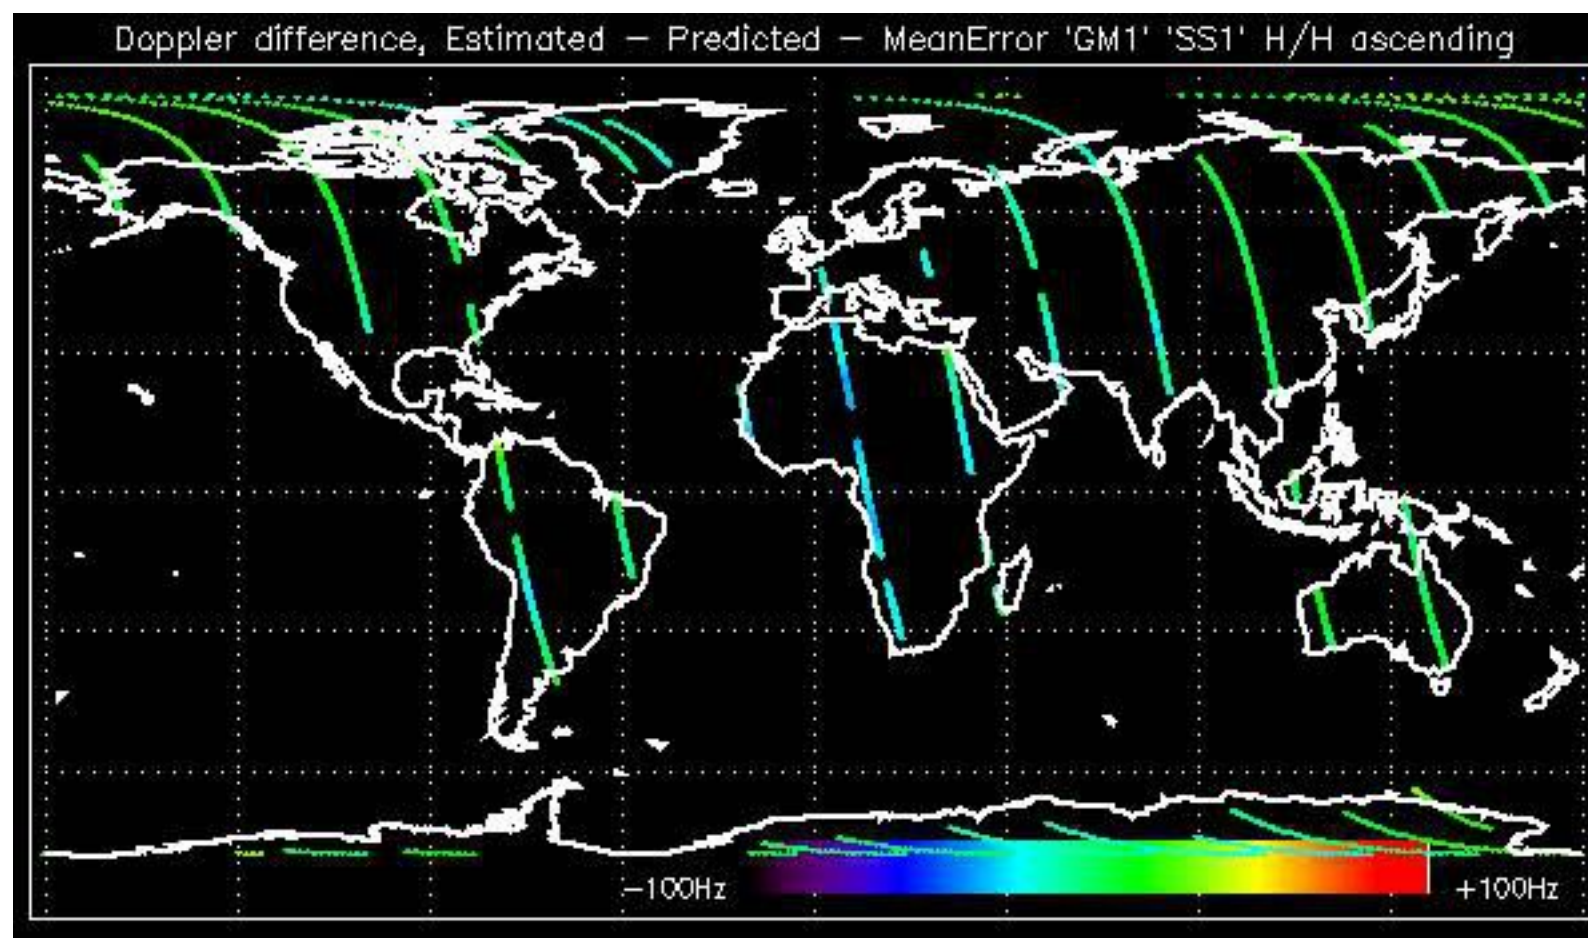 Doppler difference, Estimated – Predicted – MeanError 'GM1' 'SS1' H/H ascending
-100Hz +100Hz